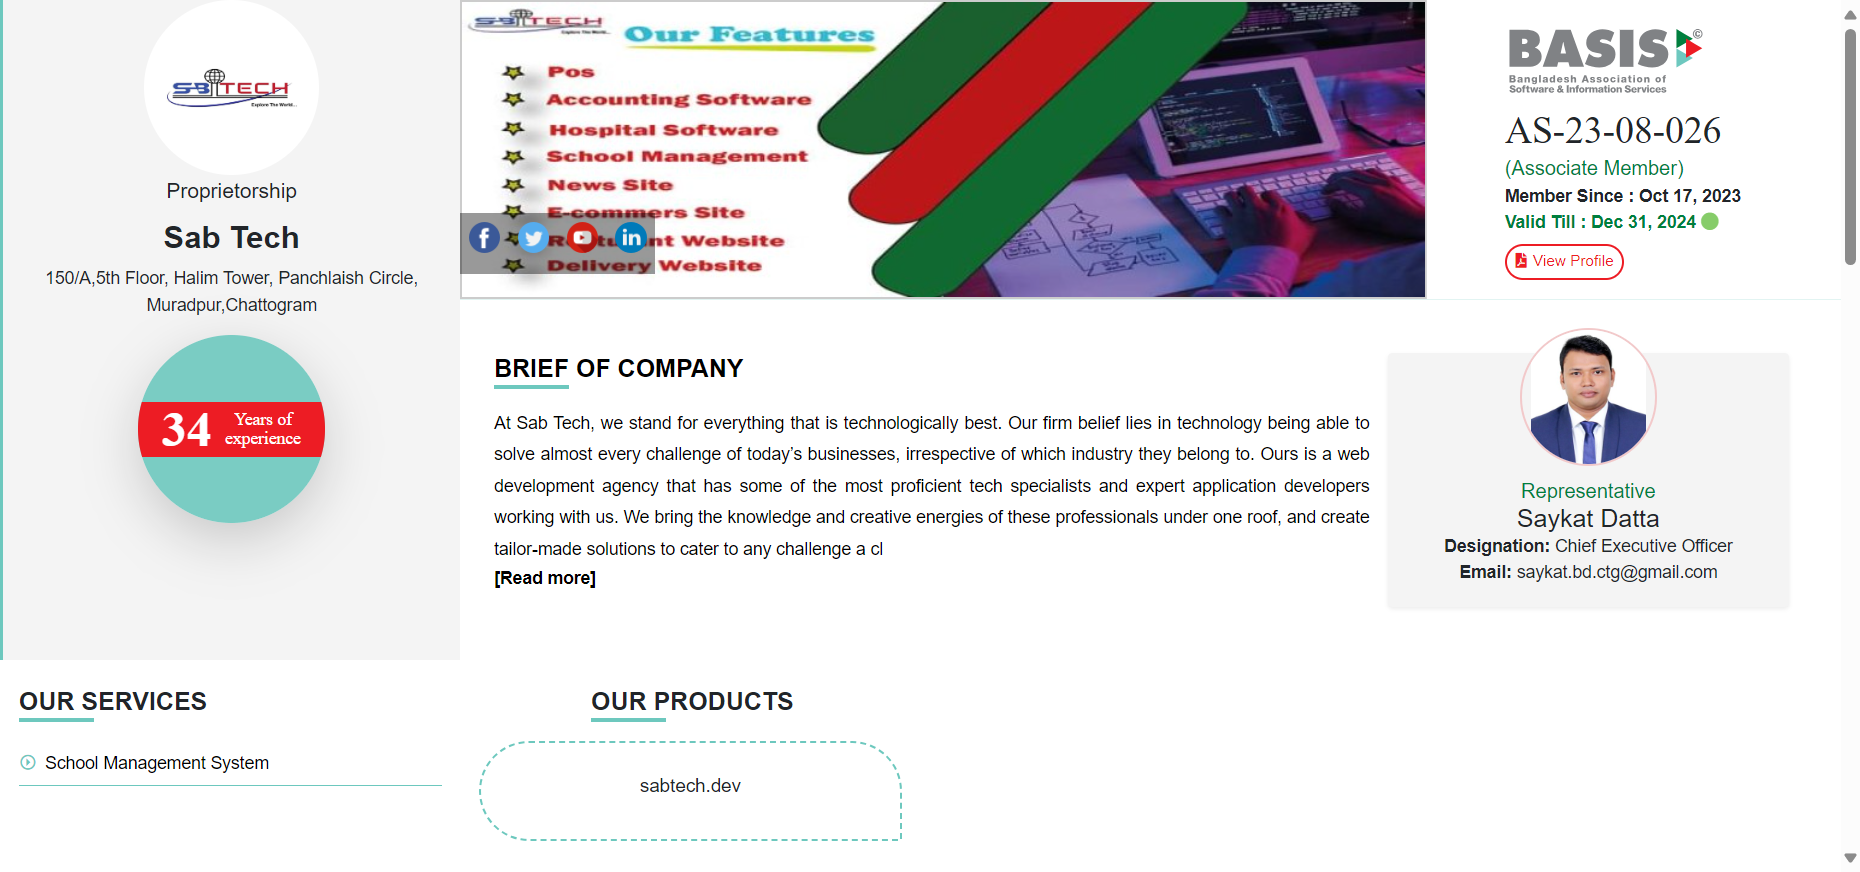 SBTECH
Explore The World...
Proprietorship
Sab Tech
150/A,5th Floor, Halim Tower, Panchlaish Circle,
Muradpur,Chattogram
34 Years of
experience
SBTECH
Explore The World...
Our Features
Pos
Accounting Software
Hospital Software
School Management
News Site
E-commers Site
Website
Delivery Website
BASIS
Bangladesh Association of
Software & Information Services
AS-23-08-026
(Associate Member)
Member Since : Oct 17, 2023
Valid Till : Dec 31, 2024
View Profile
BRIEF OF COMPANY
At Sab Tech, we stand for everything that is technologically best. Our firm belief lies in technology being able to
solve almost every challenge of today’s businesses, irrespective of which industry they belong to. Ours is a web
development agency that has some of the most proficient tech specialists and expert application developers
working with us. We bring the knowledge and creative energies of these professionals under one roof, and create
tailor-made solutions to cater to any challenge a cl
[Read more]
Representative
Saykat Datta
Designation: Chief Executive Officer
Email: saykat.bd.ctg@gmail.com
OUR SERVICES
School Management System
OUR PRODUCTS
sabtech.dev